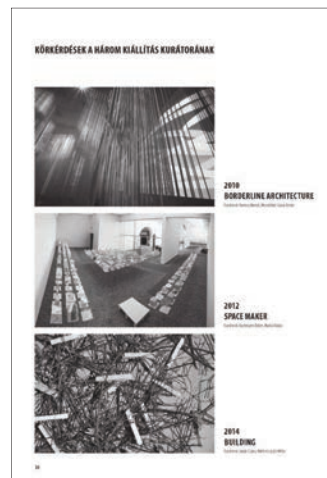 KÖRKÉRDÉSEK A HÁROM KIÁLLÍTÁS KURÁTORÁNAK
2010
BORDERLINE ARCHITECTURE
2012
SPACE MAKER
2014
BUILDING